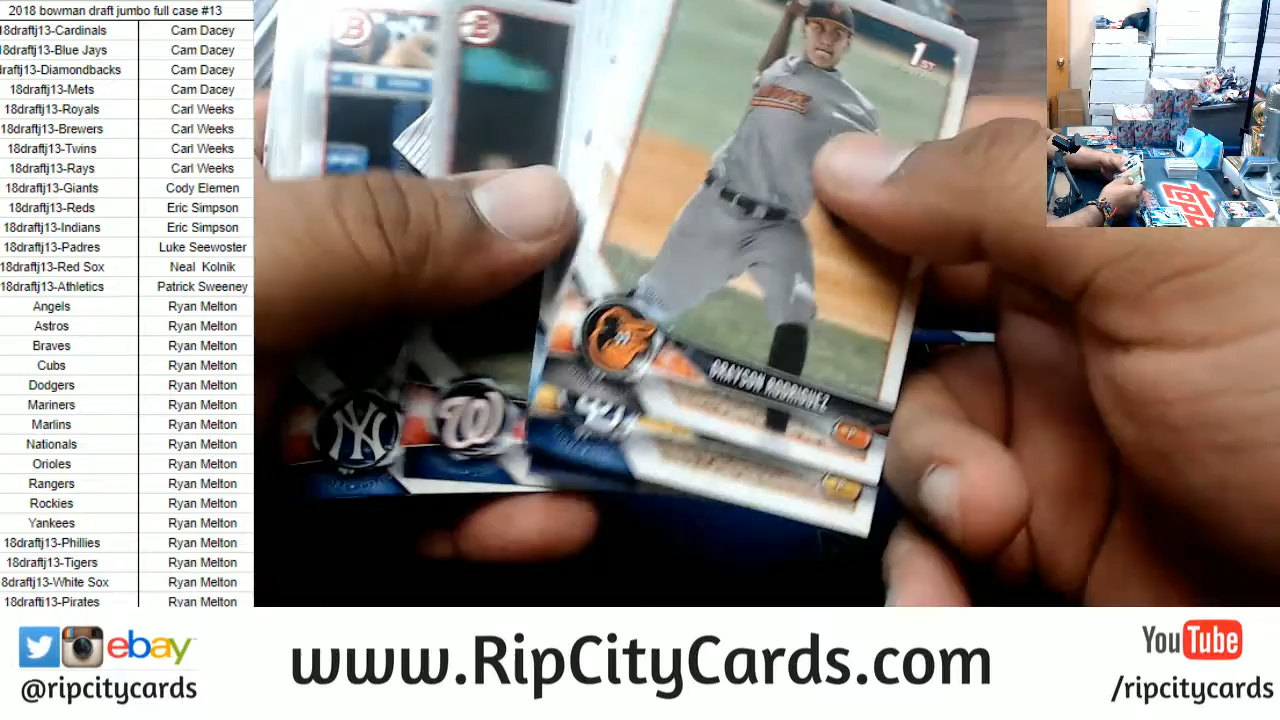 2018 bowman draft jumbo full case #13
18draftj13-Cardinals Cam Dacey
18draftj13-Blue Jays Cam Dacey
raftj13-Diamondbacks Cam Dacey
18draftj13-Mets Cam Dacey
18draftj13-Royals Carl Weeks
18draftj13-Brewers Carl Weeks
18draftj13-Twins Carl Weeks
18draftj13-Rays Carl Weeks
18draftj13-Giants Cody Elemen
18draftj13-Reds Eric Simpson
18draftj13-Indians Eric Simpson
18draftj13-Padres Luke Seewoster
18draftj13-Red Sox Neal Kolnik
18draftj13-Athletics Patrick Sweeney
Angels Ryan Melton
Astros Ryan Melton
Braves Ryan Melton
Cubs Ryan Melton
Dodgers Ryan Melton
Mariners Ryan Melton
Marlins Ryan Melton
Nationals Ryan Melton
Orioles Ryan Melton
Rangers Ryan Melton
Rockies Ryan Melton
Yankees Ryan Melton
18draftj13-Phillies Ryan Melton
18draftj13-Tigers Ryan Melton
8draftj13-White Sox Ryan Melton
18draftj13-Pirates Ryan Melton
B
B
1ST
GRAYSON RODRIGUEZ
P
P
NY
W
ebay
@ripcitycards
www.RipCityCards.com
YouTube
/ripcitycards